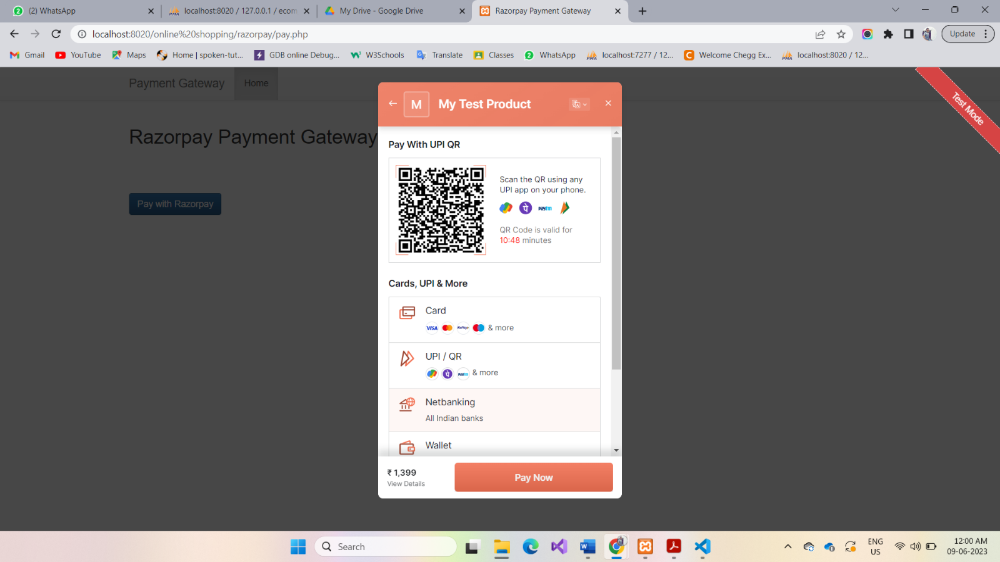 (2) WhatsApp
localhost:8020 / 127.0.0.1 / ecom
My Drive - Google Drive
Razorpay Payment Gateway
localhost:8020/online%20shopping/razorpay/pay.php
Update
Gmail
YouTube
Maps
Home | spoken-tut...
GDB online Debug...
W3Schools
Translate
Classes
WhatsApp
localhost:7277 / 12...
Welcome Chegg Ex...
localhost:8020 / 12...
Payment Gateway
Home
Test Mode
M
My Test Product
Razorpay Payment Gateway
Pay with Razorpay
Pay With UPI QR
Scan the QR using any
UPI app on your phone.
paytm
QR Code is valid for
10:48 minutes
Cards, UPI & More
Card
VISA
RuPay
& more
UPI / QR
paytm
& more
Netbanking
All Indian banks
Wallet
₹ 1,399
View Details
Pay Now
Search
ENG
US
12:00 AM
09-06-2023